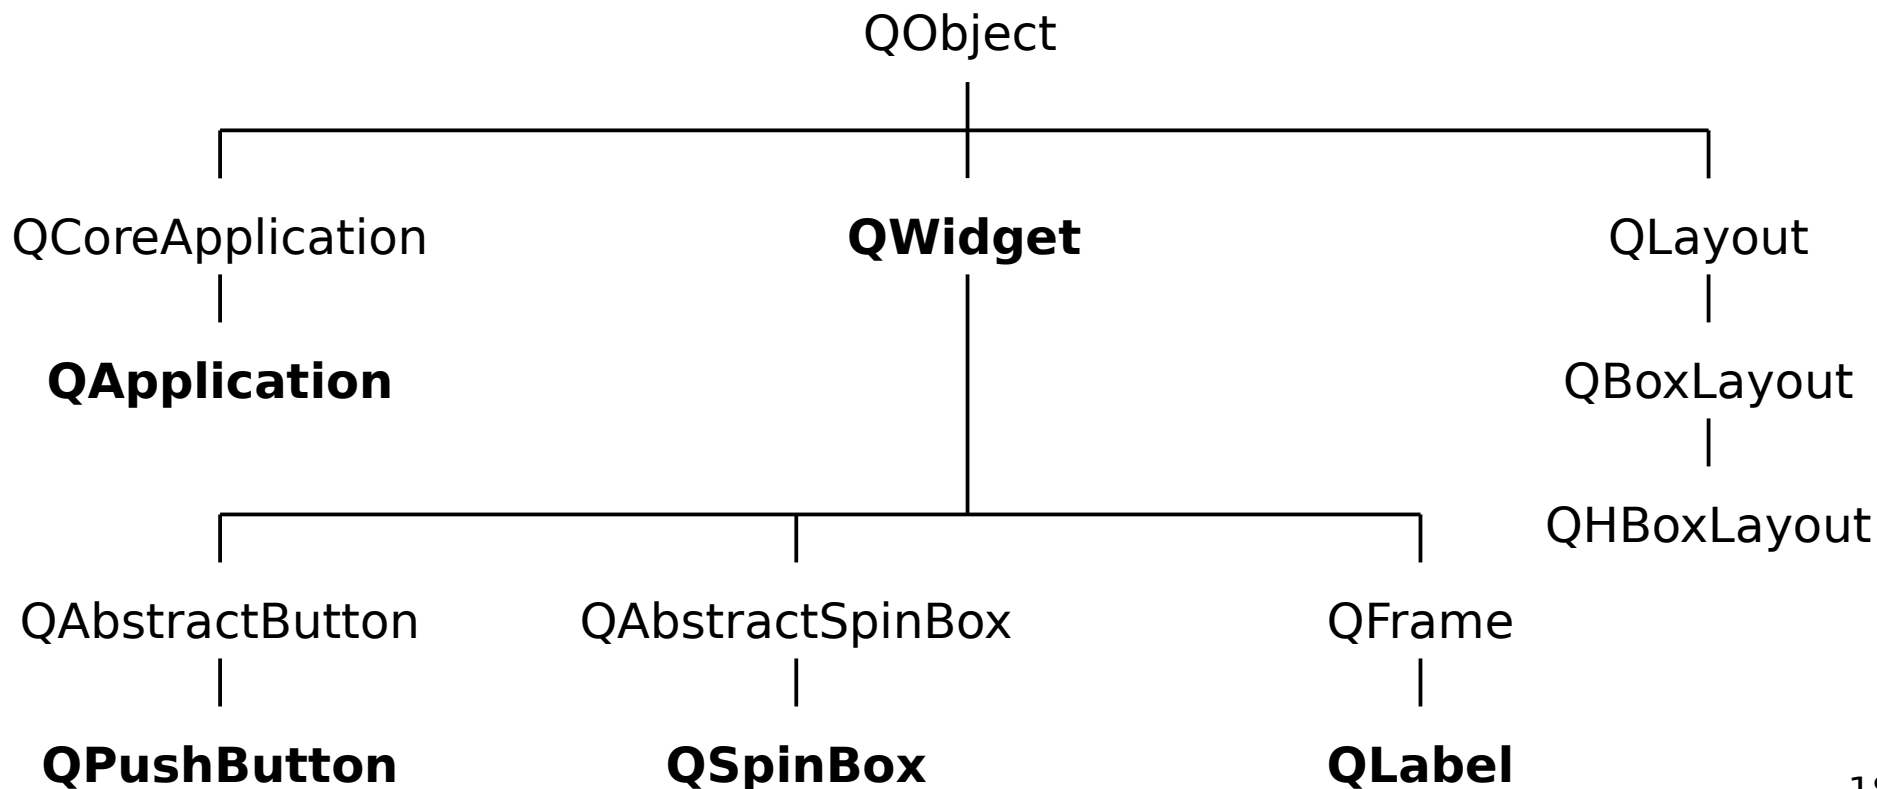 QObject
QCoreApplication
QWidget
QLayout
QApplication
QBoxLayout
QHBoxLayout
QAbstractButton
QAbstractSpinBox
QFrame
QPushButton
QSpinBox
QLabel